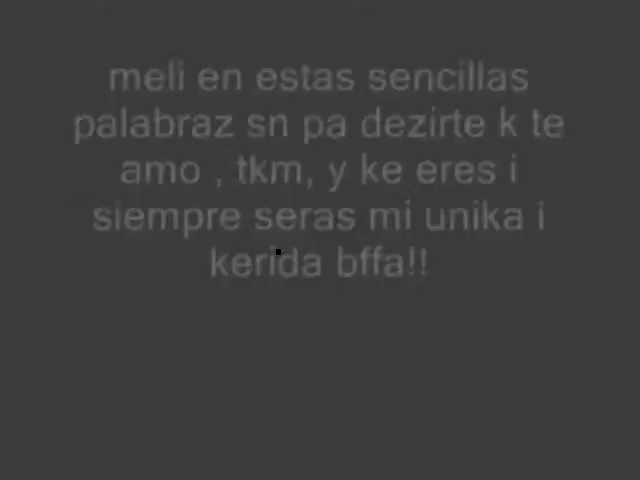 meli en estas sencillas
palabraz sn pa dezirte k te
amo , tkm, y ke eres i
siempre seras mi unika i
kerida bffa!!